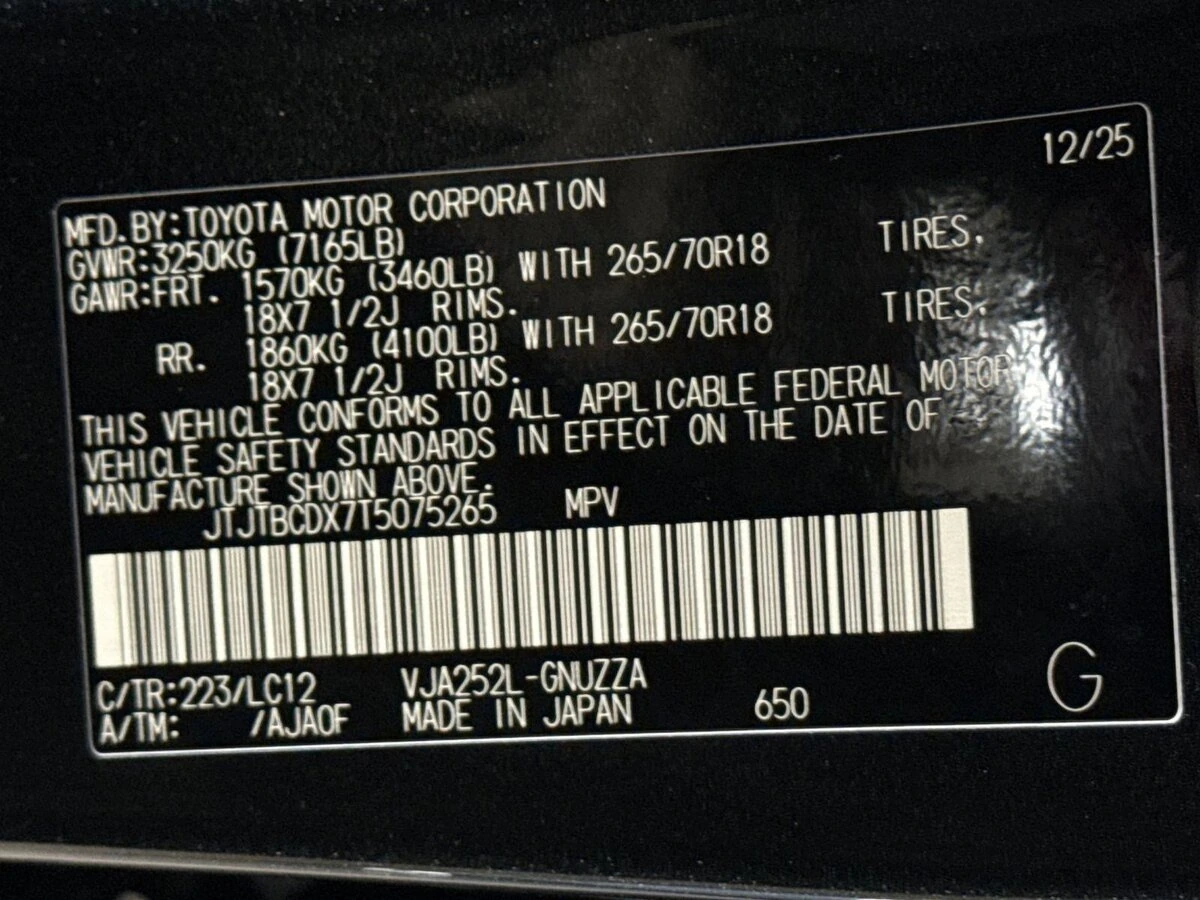 12/25
MFD.BY:TOYOTA MOTOR CORPORATION
GVWR:3250KG (7165LB)
GAWR:FRT. 1570KG (3460LB) WITH 265/70R18 TIRES.
18X7 1/2J RIMS.
RR. 1860KG (4100LB) WITH 265/70R18 TIRES.
18X7 1/2J RIMS.
THIS VEHICLE CONFORMS TO ALL APPLICABLE FEDERAL MOTOR
VEHICLE SAFETY STANDARDS IN EFFECT ON THE DATE OF
MANUFACTURE SHOWN ABOVE.
JTJTBCDX7T5075265 MPV
C/TR:223/LC12 VJA252L-GNUZZA
A/TM: /AJA0F MADE IN JAPAN 650 G